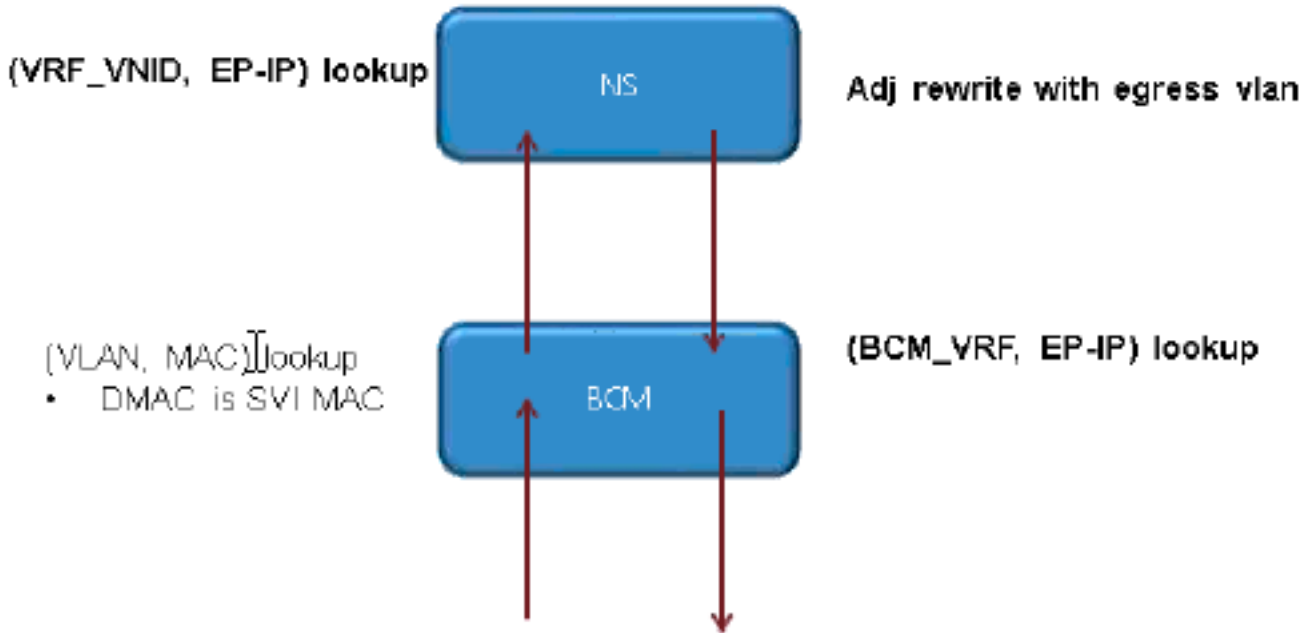 (VRF_VNID, EP-IP) lookup
NS
Adj rewrite with egress vlan
(VLAN, MAC) lookup
• DMAC is SVI MAC
BCM
(BCM_VRF, EP-IP) lookup